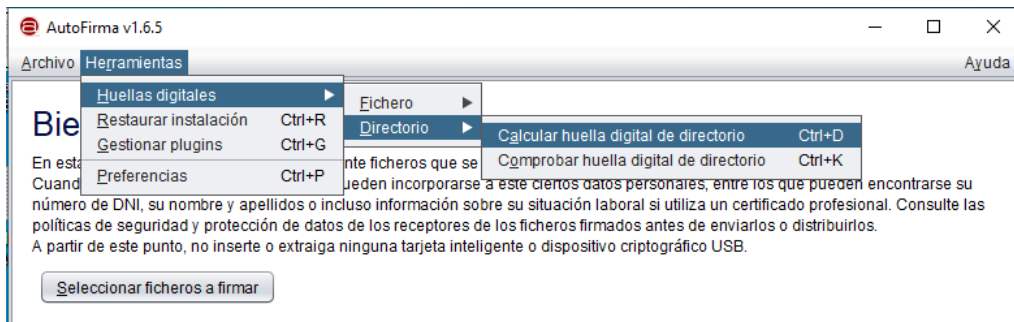 AutoFirma v1.6.5
Archivo Herramientas Ayuda
Huellas digitales
Restaurar instalación Ctrl+R
Gestionar plugins Ctrl+G
Preferencias Ctrl+P
Fichero
Directorio
Calcular huella digital de directorio Ctrl+D
Comprobar huella digital de directorio Ctrl+K
Bie
En est nte ficheros que se
Cuand ueden incorporarse a este ciertos datos personales, entre los que pueden encontrarse su
número de DNI, su nombre y apellidos o incluso información sobre su situación laboral si utiliza un certificado profesional. Consulte las
políticas de seguridad y protección de datos de los receptores de los ficheros firmados antes de enviarlos o distribuirlos.
A partir de este punto, no inserte o extraiga ninguna tarjeta inteligente o dispositivo criptográfico USB.
Seleccionar ficheros a firmar